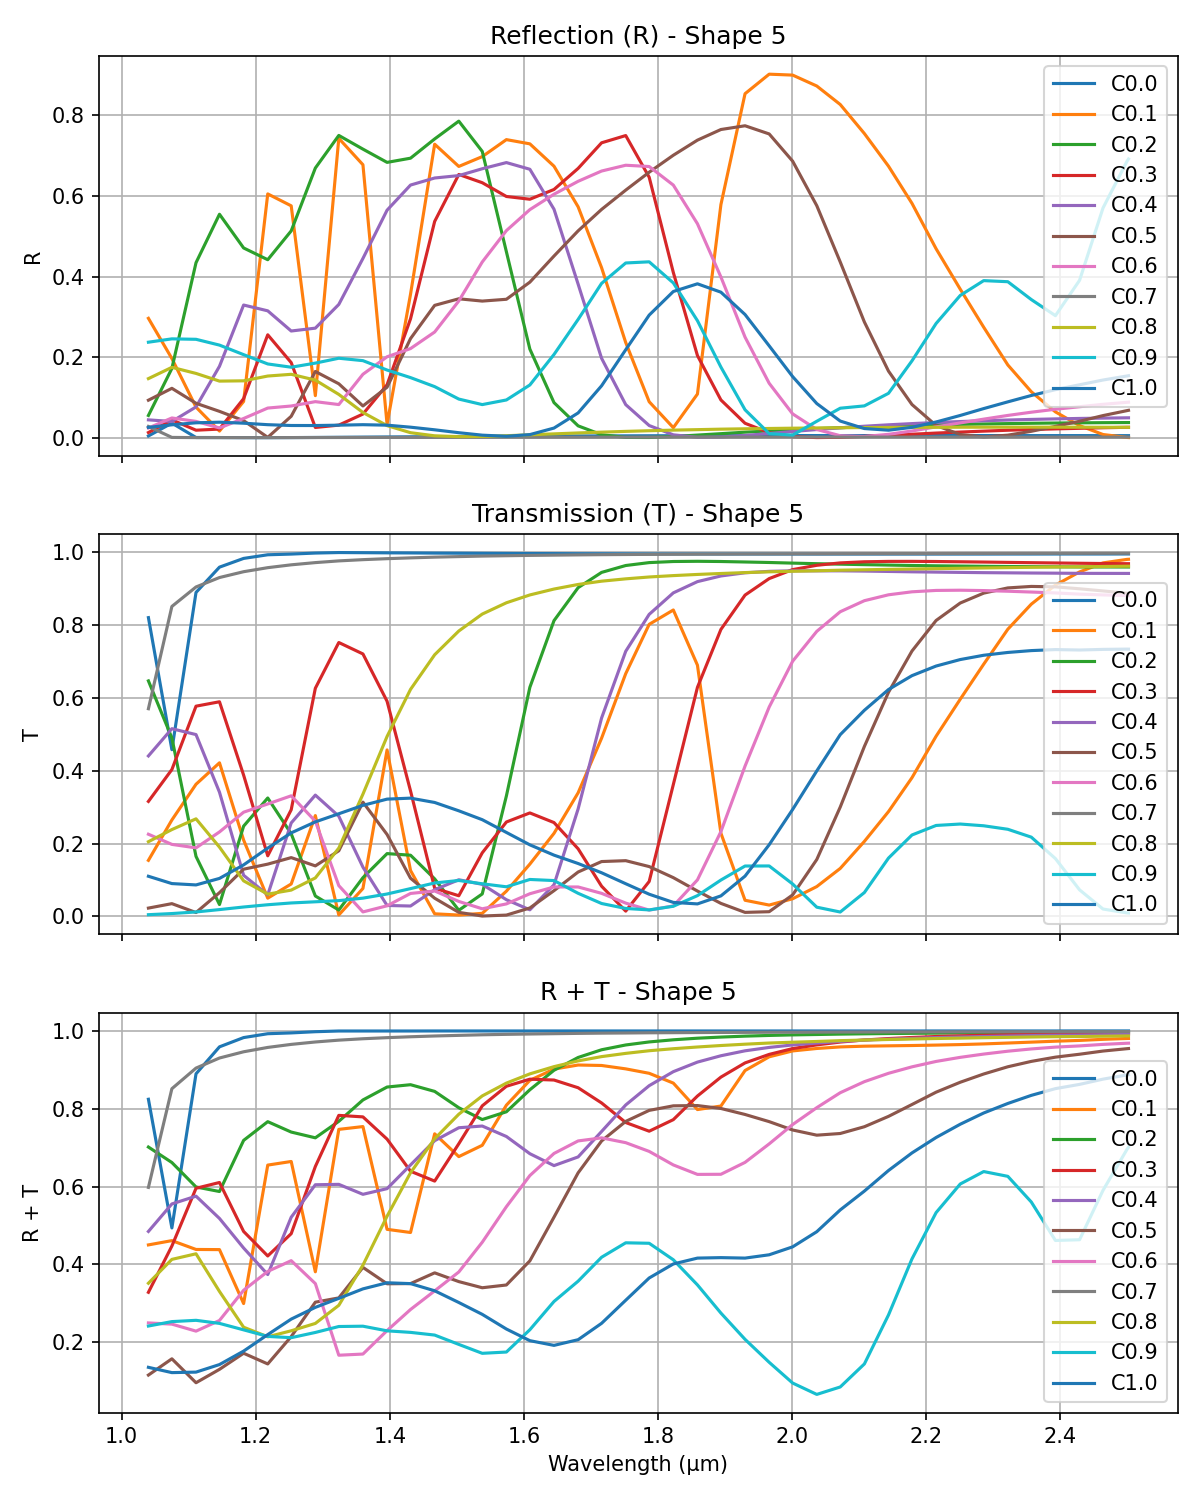 Reflection (R) - Shape 5
R
0.8
0.6
0.4
0.2
0.0
C0.0
C0.1
C0.2
C0.3
C0.4
C0.5
C0.6
C0.7
C0.8
C0.9
C1.0
Transmission (T) - Shape 5
T
1.0
0.8
0.6
0.4
0.2
0.0
C0.0
C0.1
C0.2
C0.3
C0.4
C0.5
C0.6
C0.7
C0.8
C0.9
C1.0
R + T - Shape 5
R + T
1.0
0.8
0.6
0.4
0.2
C0.0
C0.1
C0.2
C0.3
C0.4
C0.5
C0.6
C0.7
C0.8
C0.9
C1.0
1.0 1.2 1.4 1.6 1.8 2.0 2.2 2.4
Wavelength (μm)